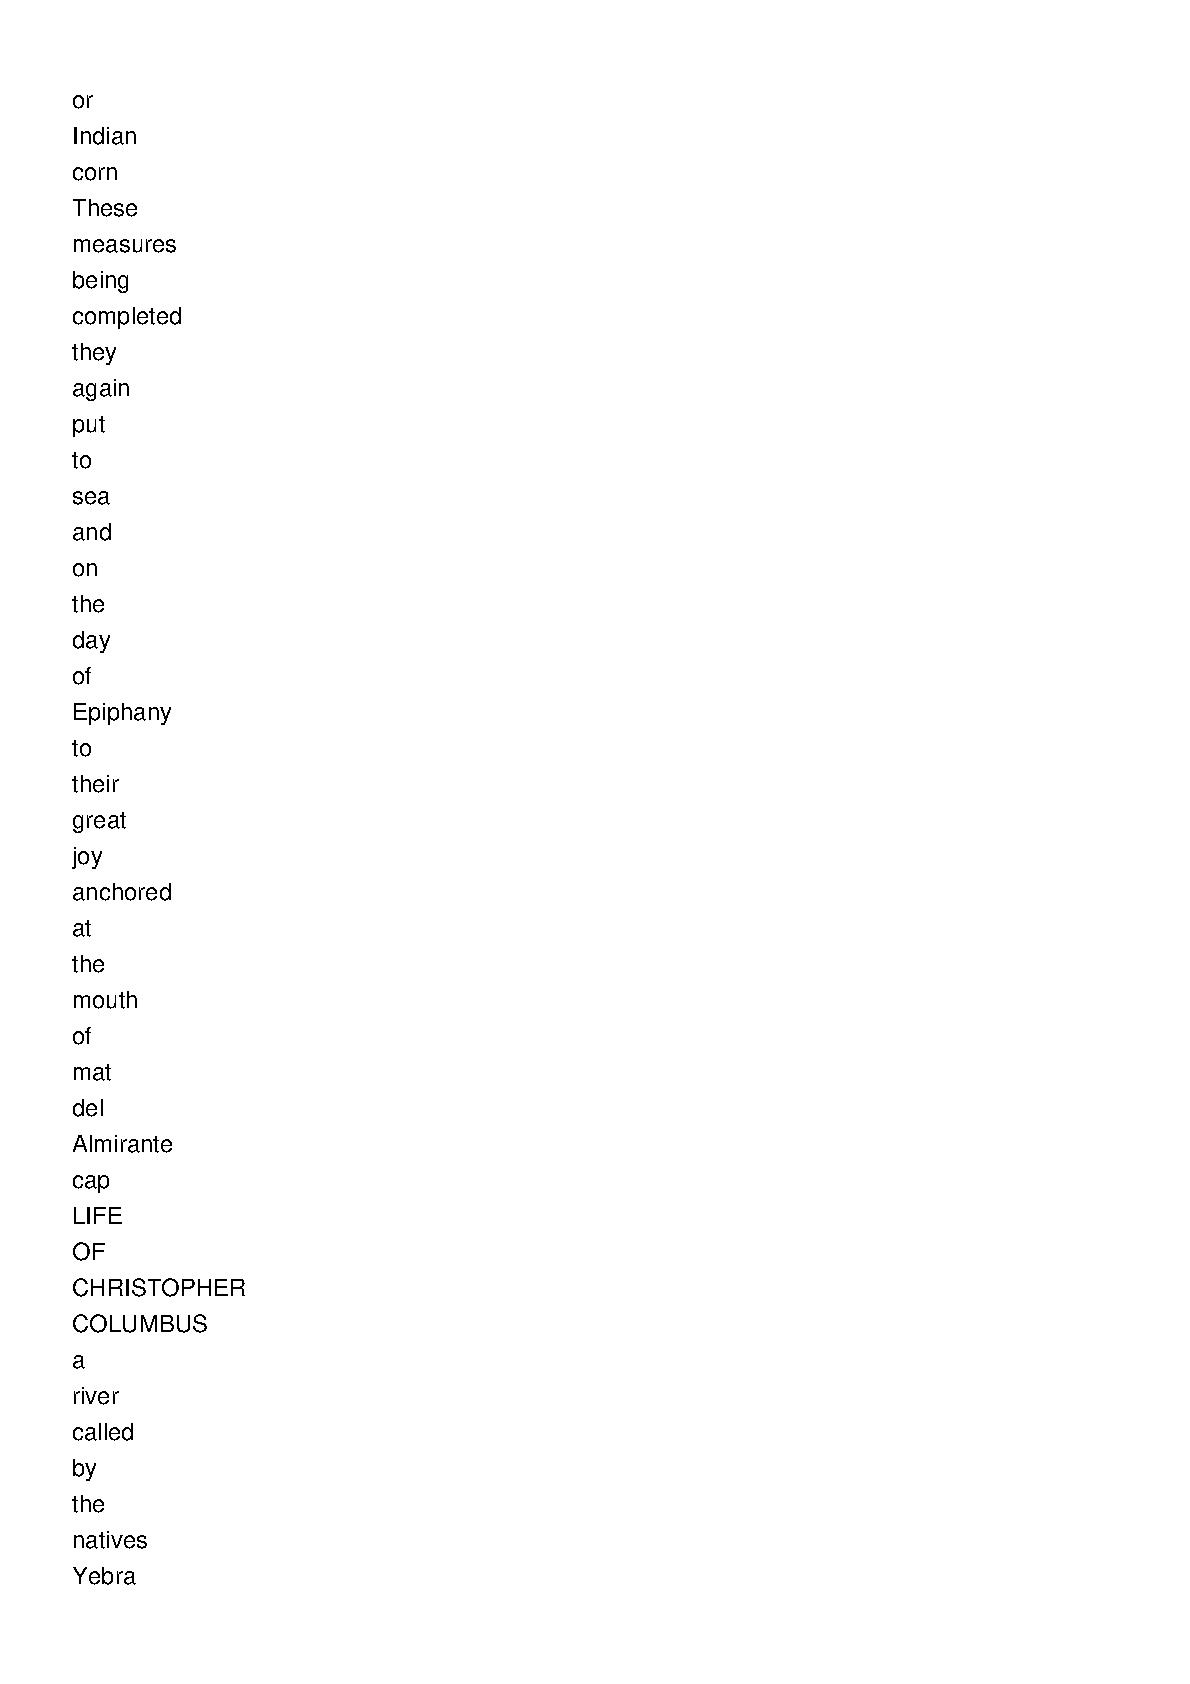 or
Indian
corn
These
measures
being
completed
they
again
put
to
sea
and
on
the
day
of
Epiphany
to
their
great
joy
anchored
at
the
mouth
of
mat
del
Almirante
cap
LIFE
OF
CHRISTOPHER
COLUMBUS
a
river
called
by
the
natives
Yebra